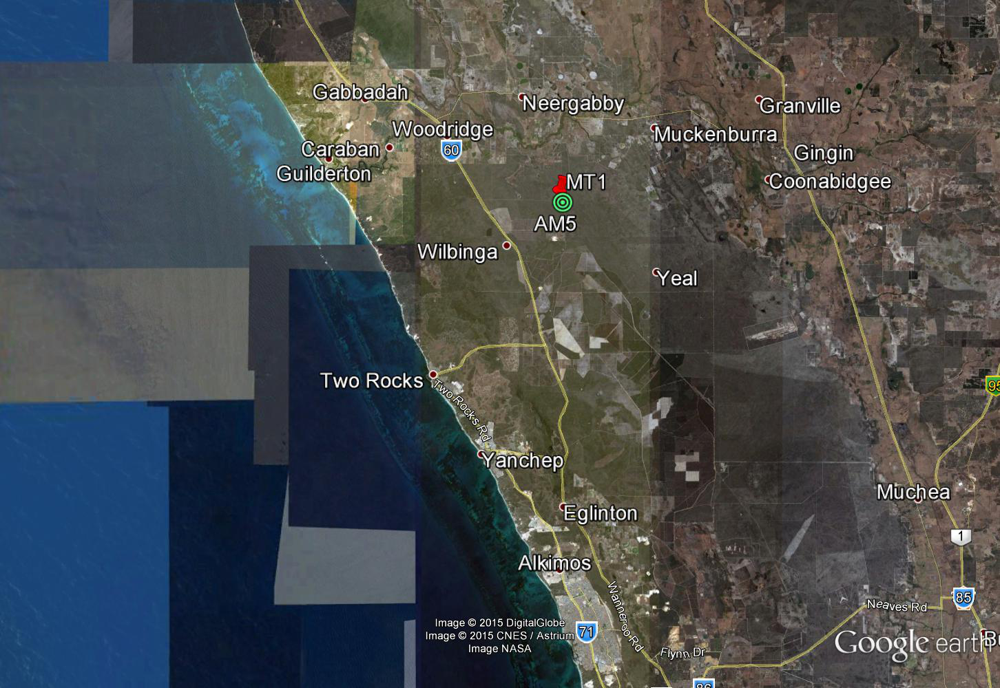 Gabbadah
Neergabby
Granville
Woodridge
Muckenburra
Caraban
60
Gingin
Guilderton
MT1
Coonabidgee
AM5
Wilbinga
Yeal
Two Rocks
95
Two Rocks Rd
Yanchep
Muchea
Eglinton
1
Alkimos
85
Neaves Rd
Wanneroo Rd
Image © 2015 DigitalGlobe
71
Image © 2015 CNES / Astrium
Image NASA
Flynn Dr
Google earth